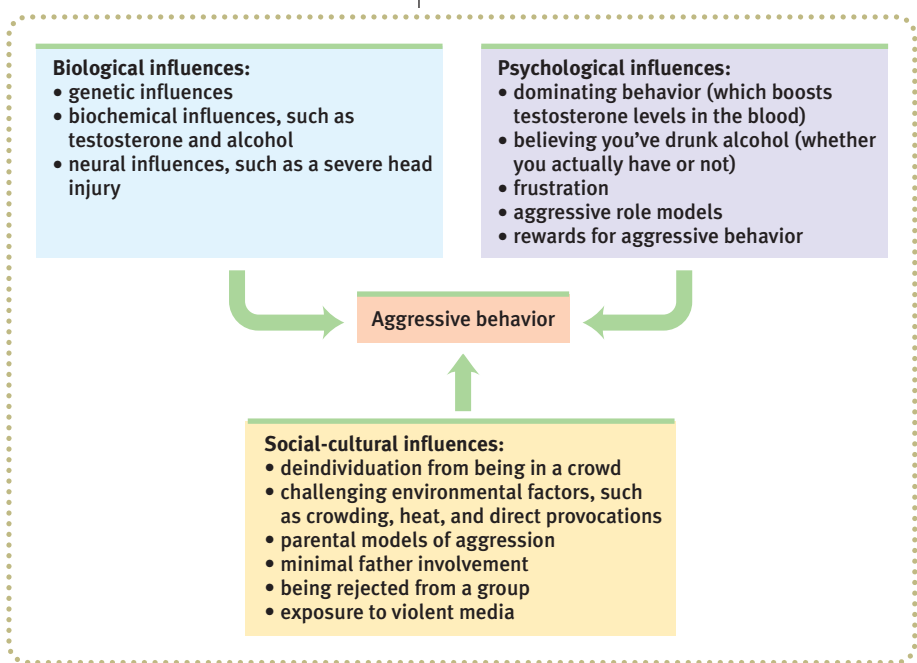 Biological influences:
• genetic influences
• biochemical influences, such as
testosterone and alcohol
• neural influences, such as a severe head
injury
Psychological influences:
• dominating behavior (which boosts
testosterone levels in the blood)
• believing you've drunk alcohol (whether
you actually have or not)
• frustration
• aggressive role models
• rewards for aggressive behavior
Aggressive behavior
Social-cultural influences:
• deindividuation from being in a crowd
• challenging environmental factors, such
as crowding, heat, and direct provocations
• parental models of aggression
• minimal father involvement
• being rejected from a group
• exposure to violent media